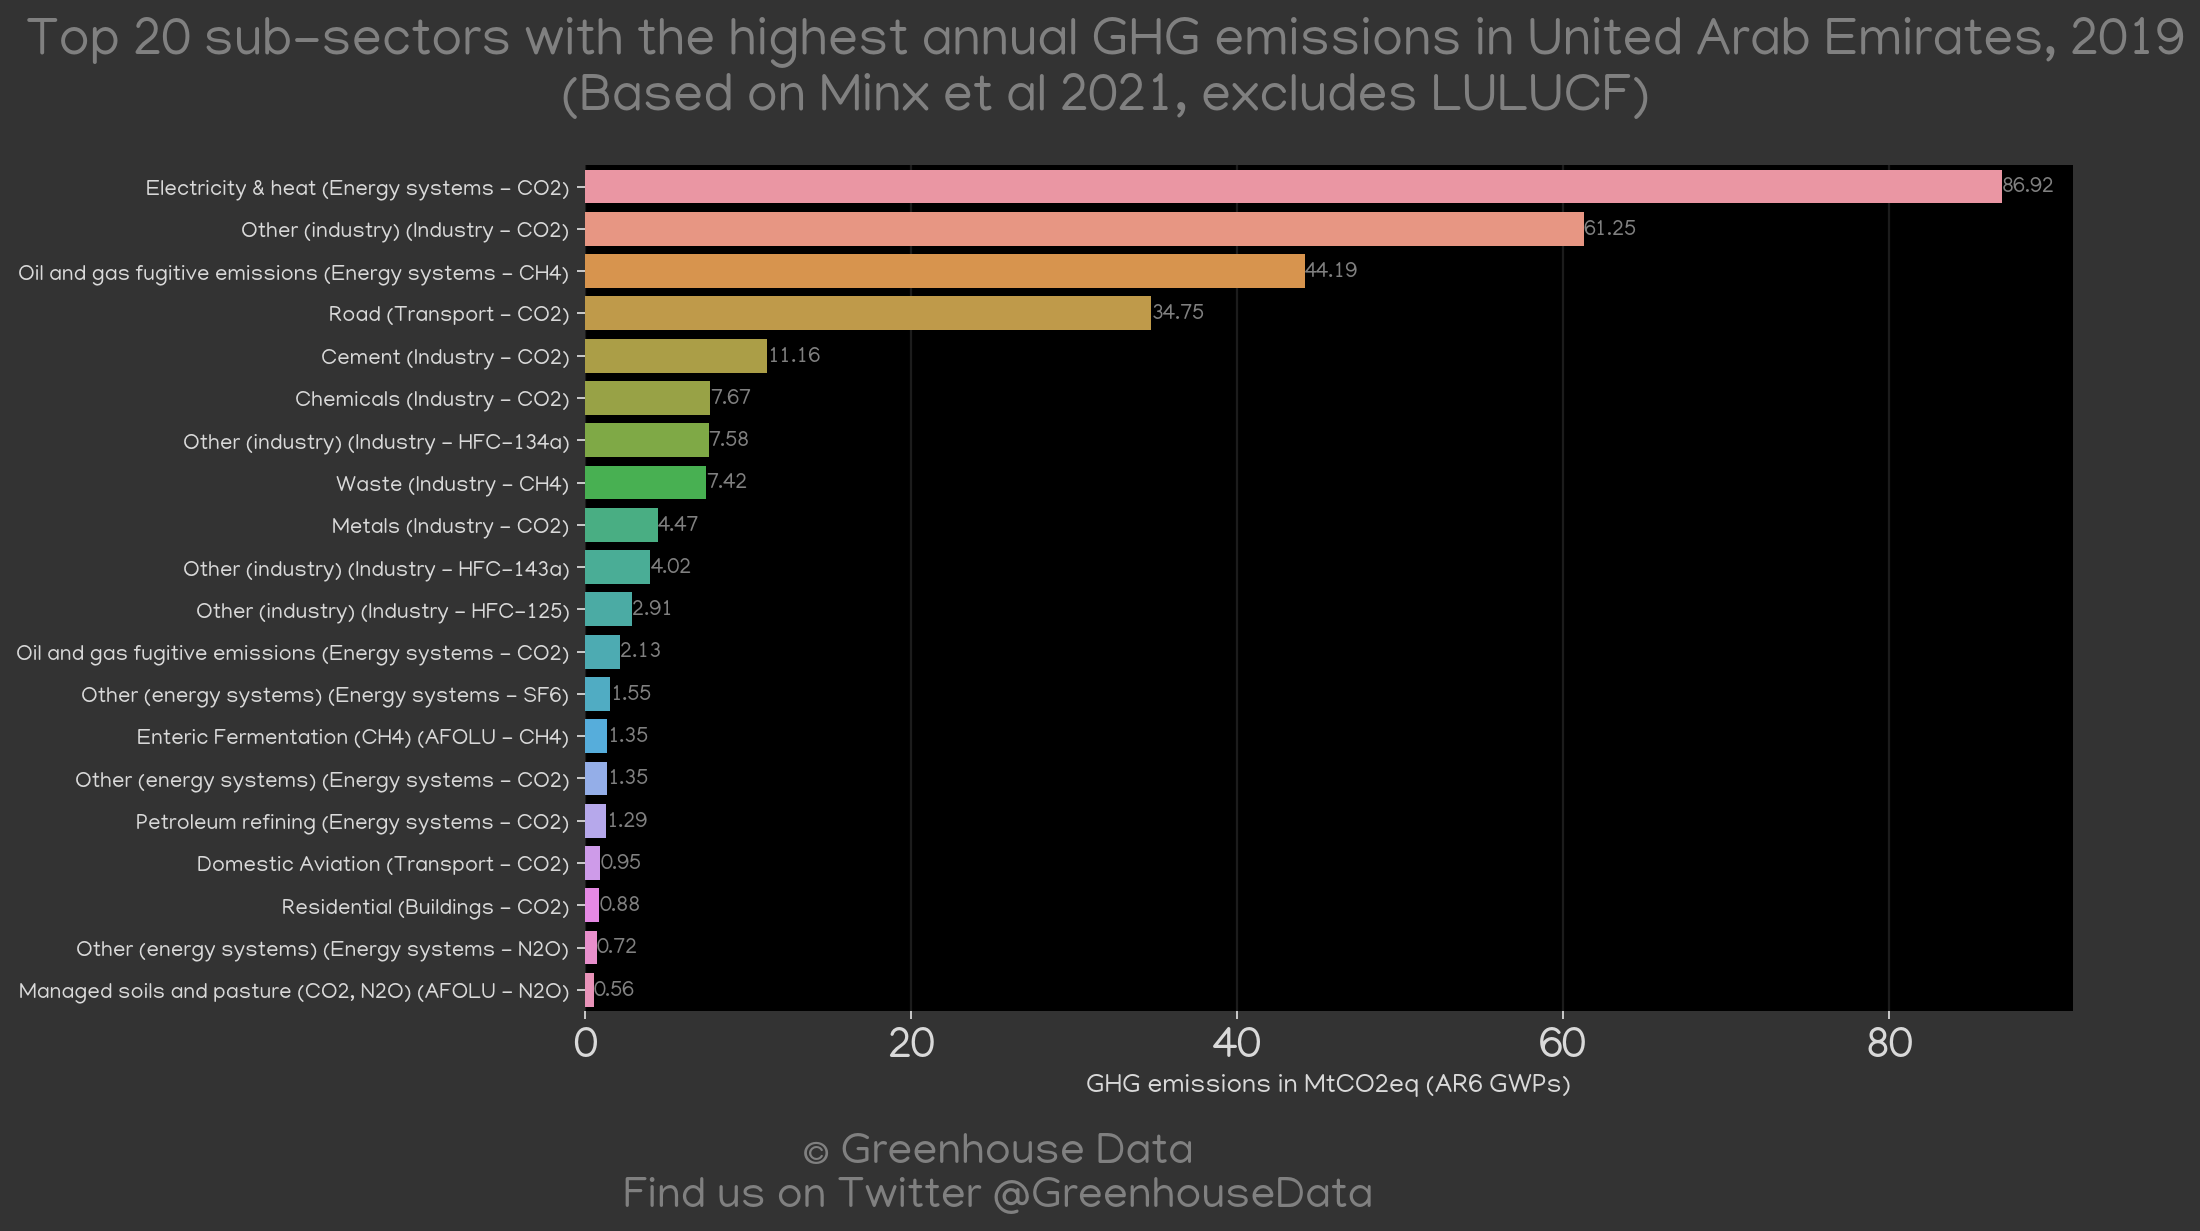 Top 20 sub-sectors with the highest annual GHG emissions in United Arab Emirates, 2019
(Based on Minx et al 2021, excludes LULUCF)
Electricity & heat (Energy systems - CO2) 86.92
Other (industry) (Industry - CO2) 61.25
Oil and gas fugitive emissions (Energy systems - CH4) 44.19
Road (Transport - CO2) 34.75
Cement (Industry - CO2) 11.16
Chemicals (Industry - CO2) 7.67
Other (industry) (Industry - HFC-134a) 7.58
Waste (Industry - CH4) 7.42
Metals (Industry - CO2) 4.47
Other (industry) (Industry - HFC-143a) 4.02
Other (industry) (Industry - HFC-125) 2.91
Oil and gas fugitive emissions (Energy systems - CO2) 2.13
Other (energy systems) (Energy systems - SF6) 1.55
Enteric Fermentation (CH4) (AFOLU - CH4) 1.35
Other (energy systems) (Energy systems - CO2) 1.35
Petroleum refining (Energy systems - CO2) 1.29
Domestic Aviation (Transport - CO2) 0.95
Residential (Buildings - CO2) 0.88
Other (energy systems) (Energy systems - N2O) 0.72
Managed soils and pasture (CO2, N2O) (AFOLU - N2O) 0.56
0 20 40 60 80
GHG emissions in MtCO2eq (AR6 GWPs)
© Greenhouse Data
Find us on Twitter @GreenhouseData